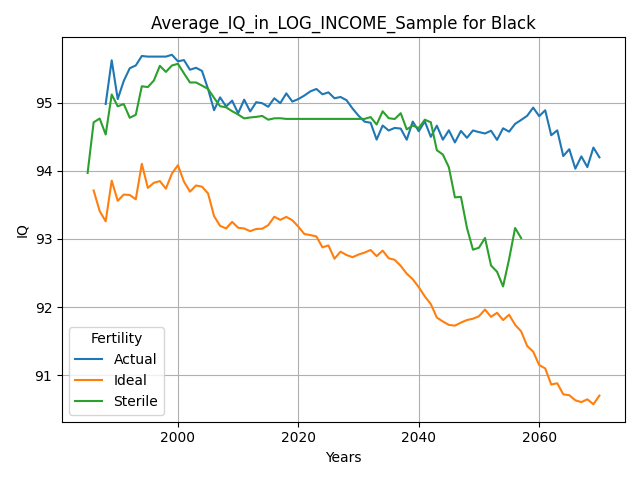 Average_IQ_in_LOG_INCOME_Sample for Black
IQ
95
94
93
92
91
Fertility
Actual
Ideal
Sterile
2000 2020 2040 2060
Years